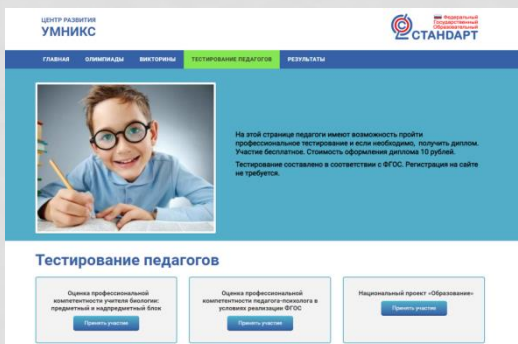 ЦЕНТР РАЗВИТИЯ
УМНИКС
Федеральный
Государственный
Образовательный
СТАНДАРТ
ГЛАВНАЯ ОЛИМПИАДЫ ВИКТОРИНЫ ТЕСТИРОВАНИЕ ПЕДАГОГОВ РЕЗУЛЬТАТЫ
На этой странице педагоги имеют возможность пройти
профессиональное тестирование и если необходимо, получить диплом.
Участие бесплатное. Стоимость оформления диплома 10 рублей.
Тестирование составлено в соответствии с ФГОС. Регистрация на сайте
не требуется.
Тестирование педагогов
Оценка профессиональной
компетентности учителя биологии:
предметный и надпредметный блок
Принять участие
Оценка профессиональной
компетентности педагога-психолога в
условиях реализации ФГОС
Принять участие
Национальный проект «Образование»
Принять участие